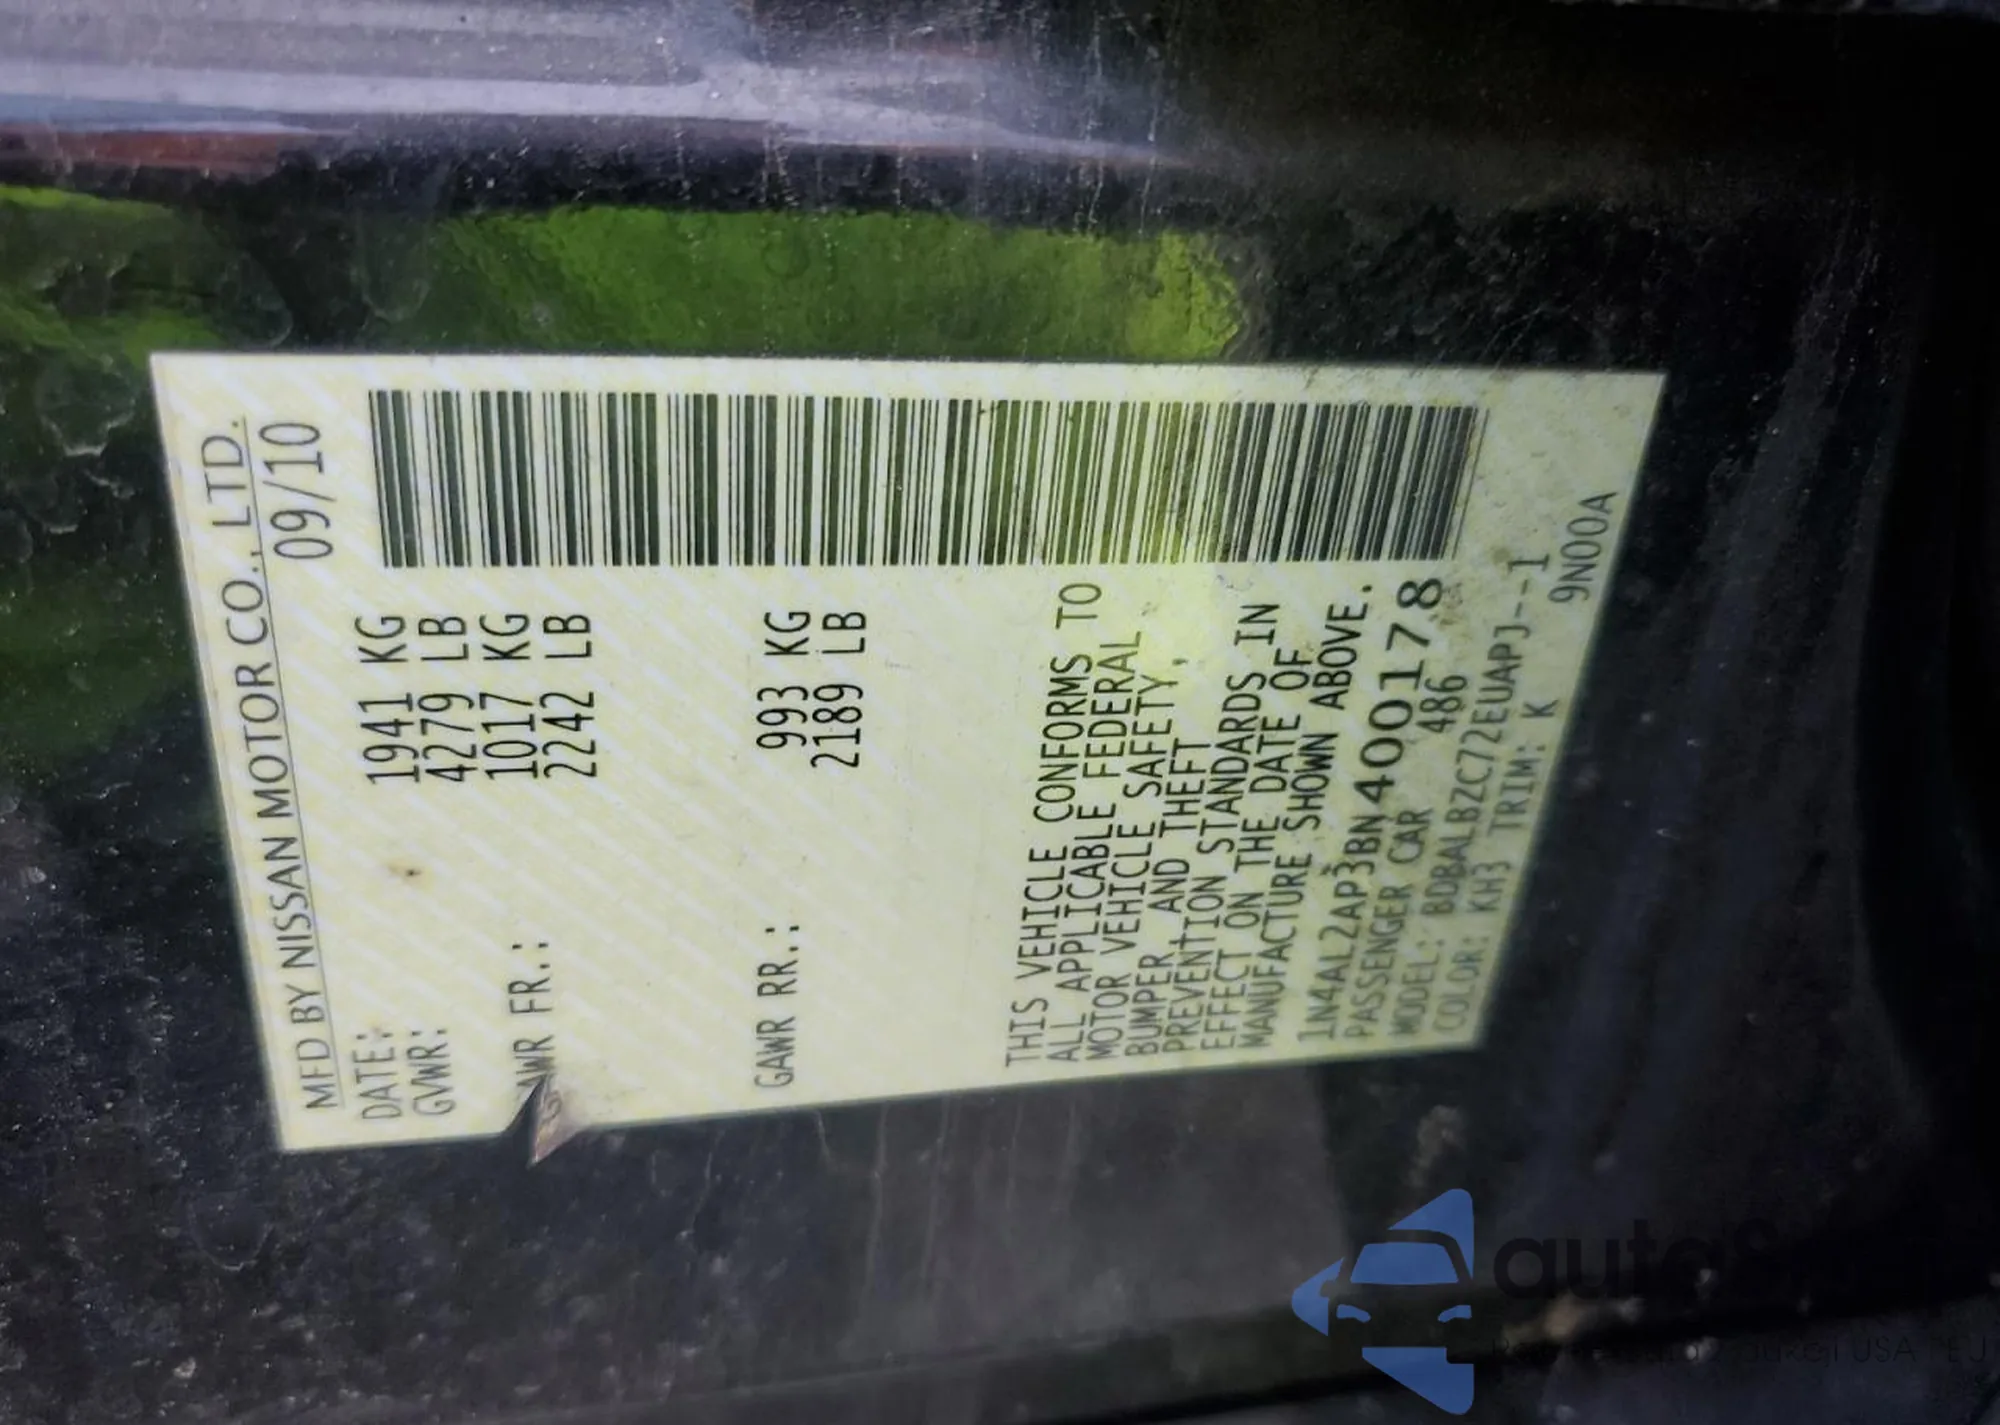 MFD BY NISSAN MOTOR CO., LTD.
DATE: 09/10
GVWR: 1941 KG
4279 LB
GAWR FR.: 1017 KG
2242 LB
GAWR RR.: 993 KG
2189 LB
THIS VEHICLE CONFORMS TO
ALL APPLICABLE FEDERAL
MOTOR VEHICLE SAFETY,
BUMPER, AND THEFT
PREVENTION STANDARDS IN
EFFECT ON THE DATE OF
MANUFACTURE SHOWN ABOVE.
1N4AL2AP3BN400178
PASSENGER CAR 486
MODEL: BDBALBZC72EUAPJ--1
COLOR: KH3 TRIM: K 9N00A
USA